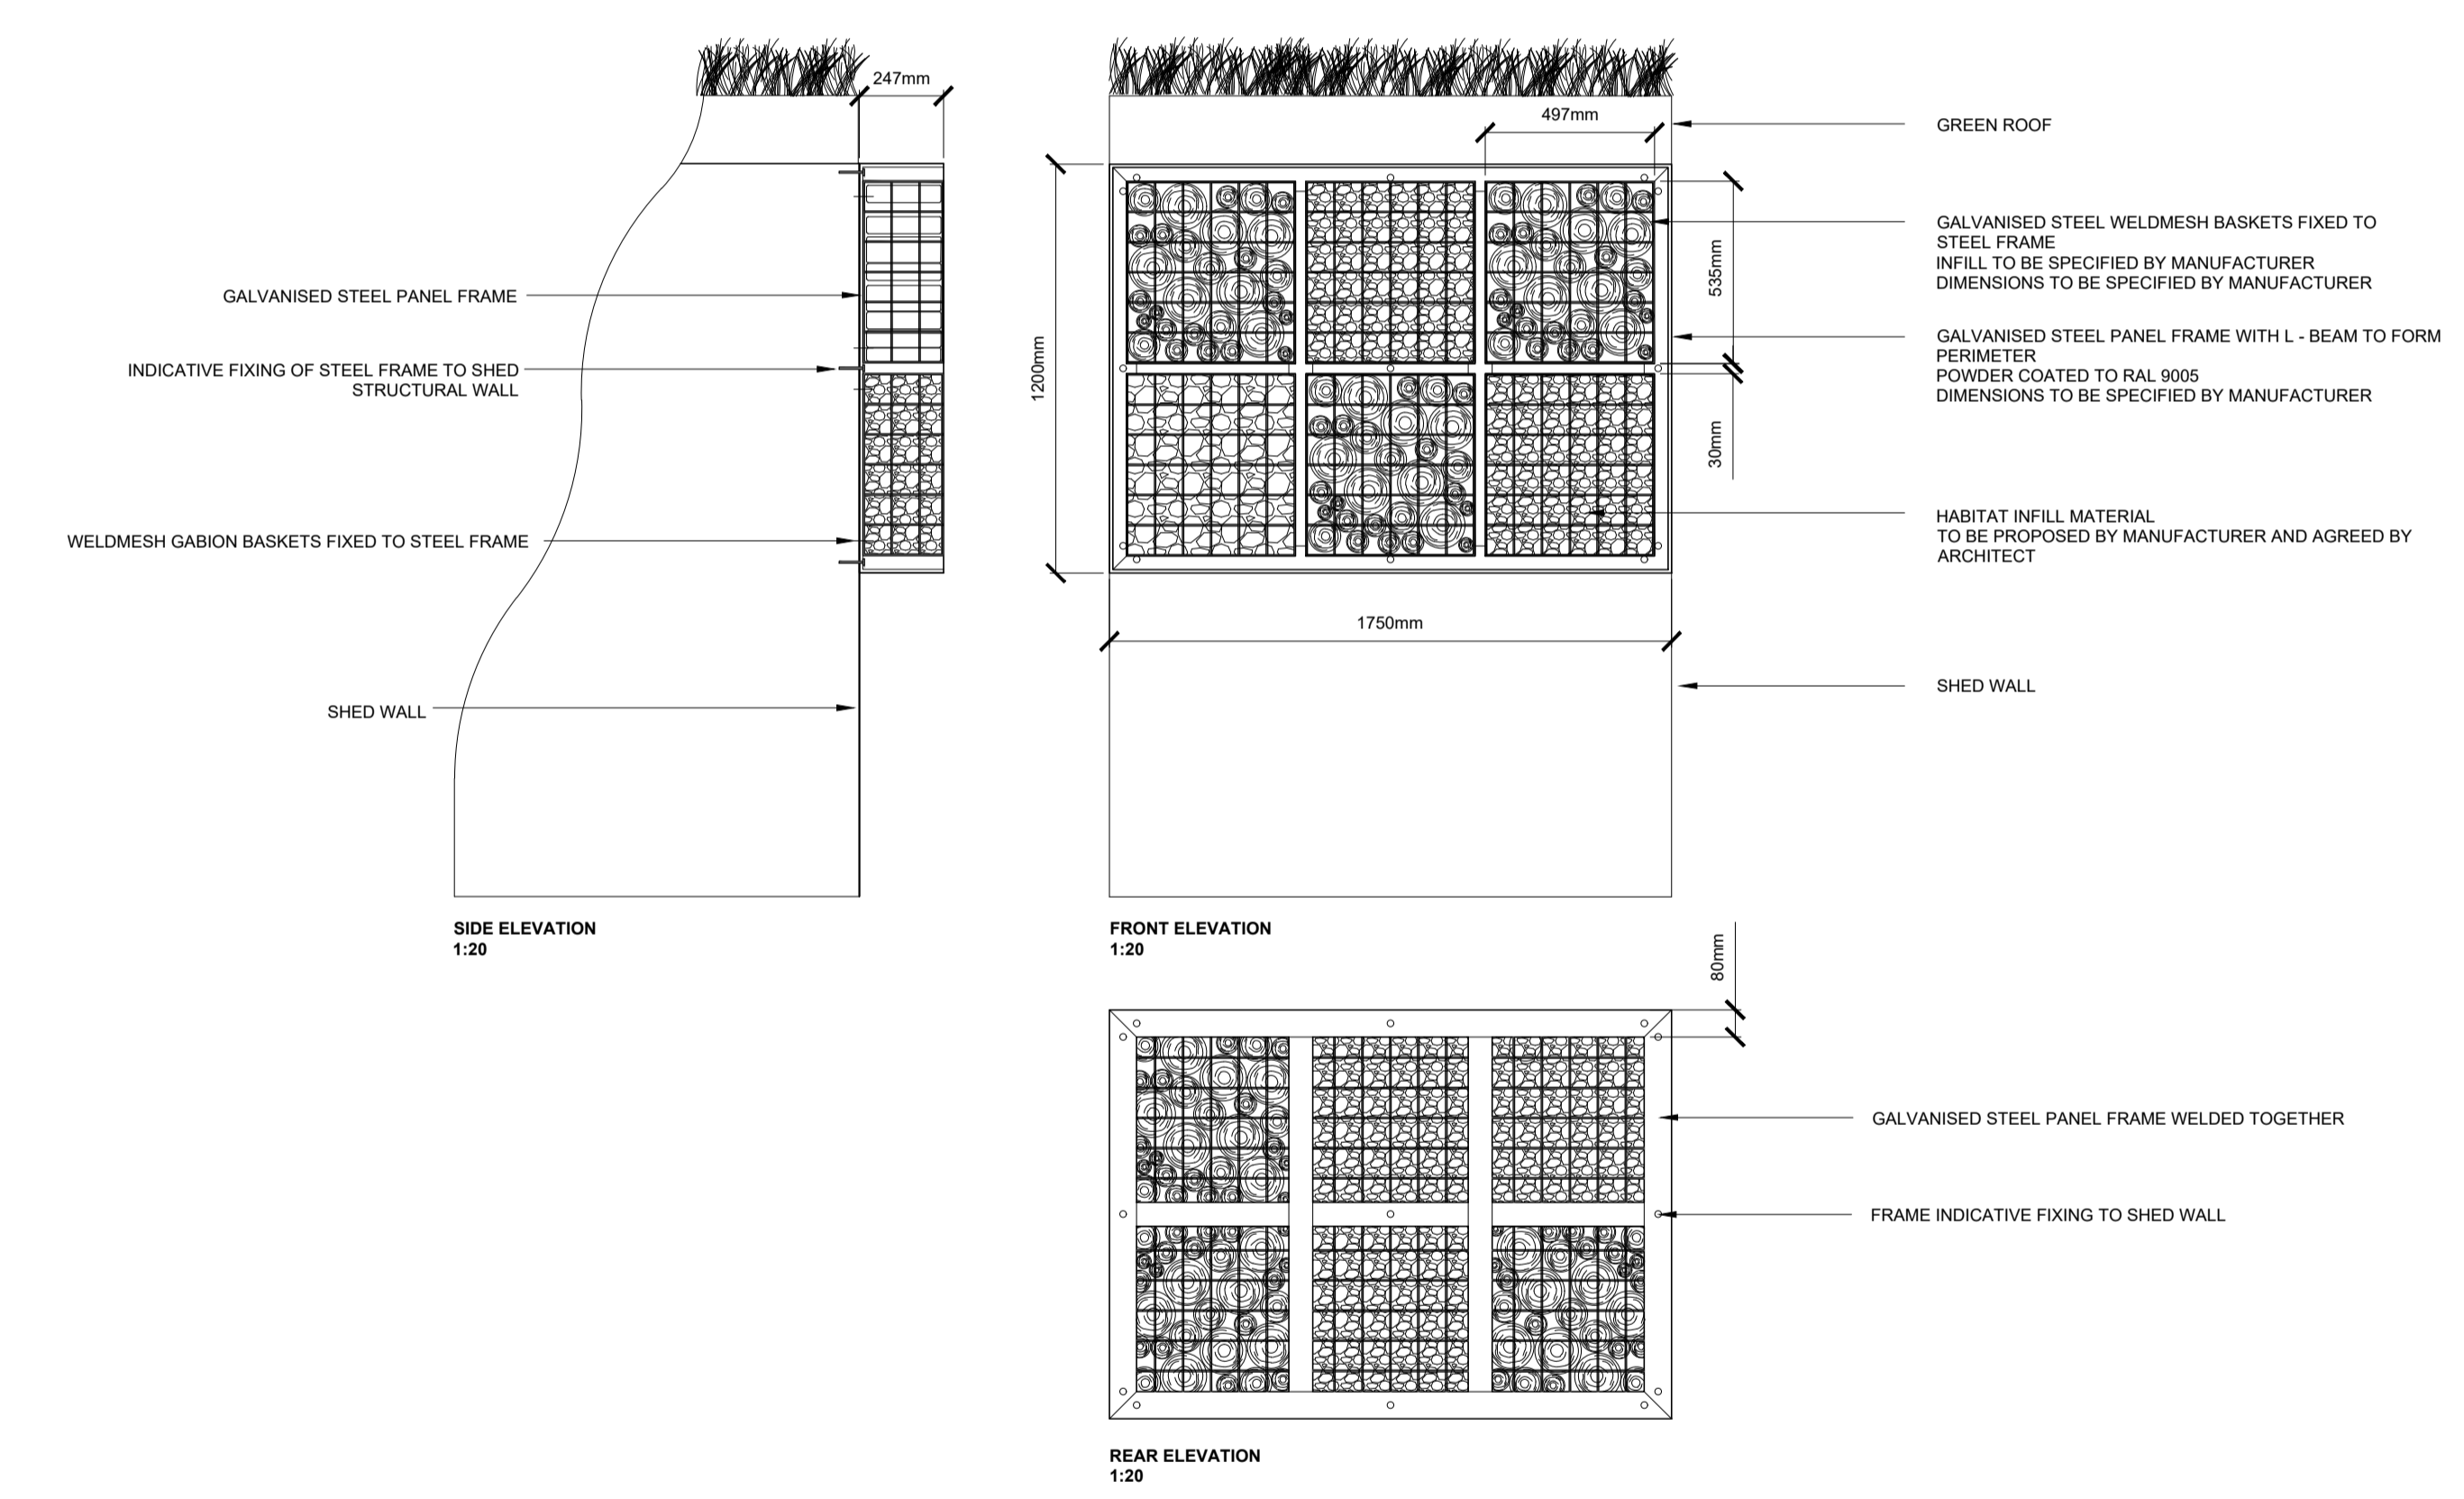 247mm
GALVANISED STEEL PANEL FRAME
INDICATIVE FIXING OF STEEL FRAME TO SHED
STRUCTURAL WALL
WELDMESH GABION BASKETS FIXED TO STEEL FRAME
SHED WALL
SIDE ELEVATION
1:20
497mm
1200mm
535mm
30mm
1750mm
GREEN ROOF
GALVANISED STEEL WELDMESH BASKETS FIXED TO
STEEL FRAME
INFILL TO BE SPECIFIED BY MANUFACTURER
DIMENSIONS TO BE SPECIFIED BY MANUFACTURER
GALVANISED STEEL PANEL FRAME WITH L - BEAM TO FORM
PERIMETER
POWDER COATED TO RAL 9005
DIMENSIONS TO BE SPECIFIED BY MANUFACTURER
HABITAT INFILL MATERIAL
TO BE PROPOSED BY MANUFACTURER AND AGREED BY
ARCHITECT
SHED WALL
FRONT ELEVATION
1:20
80mm
GALVANISED STEEL PANEL FRAME WELDED TOGETHER
FRAME INDICATIVE FIXING TO SHED WALL
REAR ELEVATION
1:20